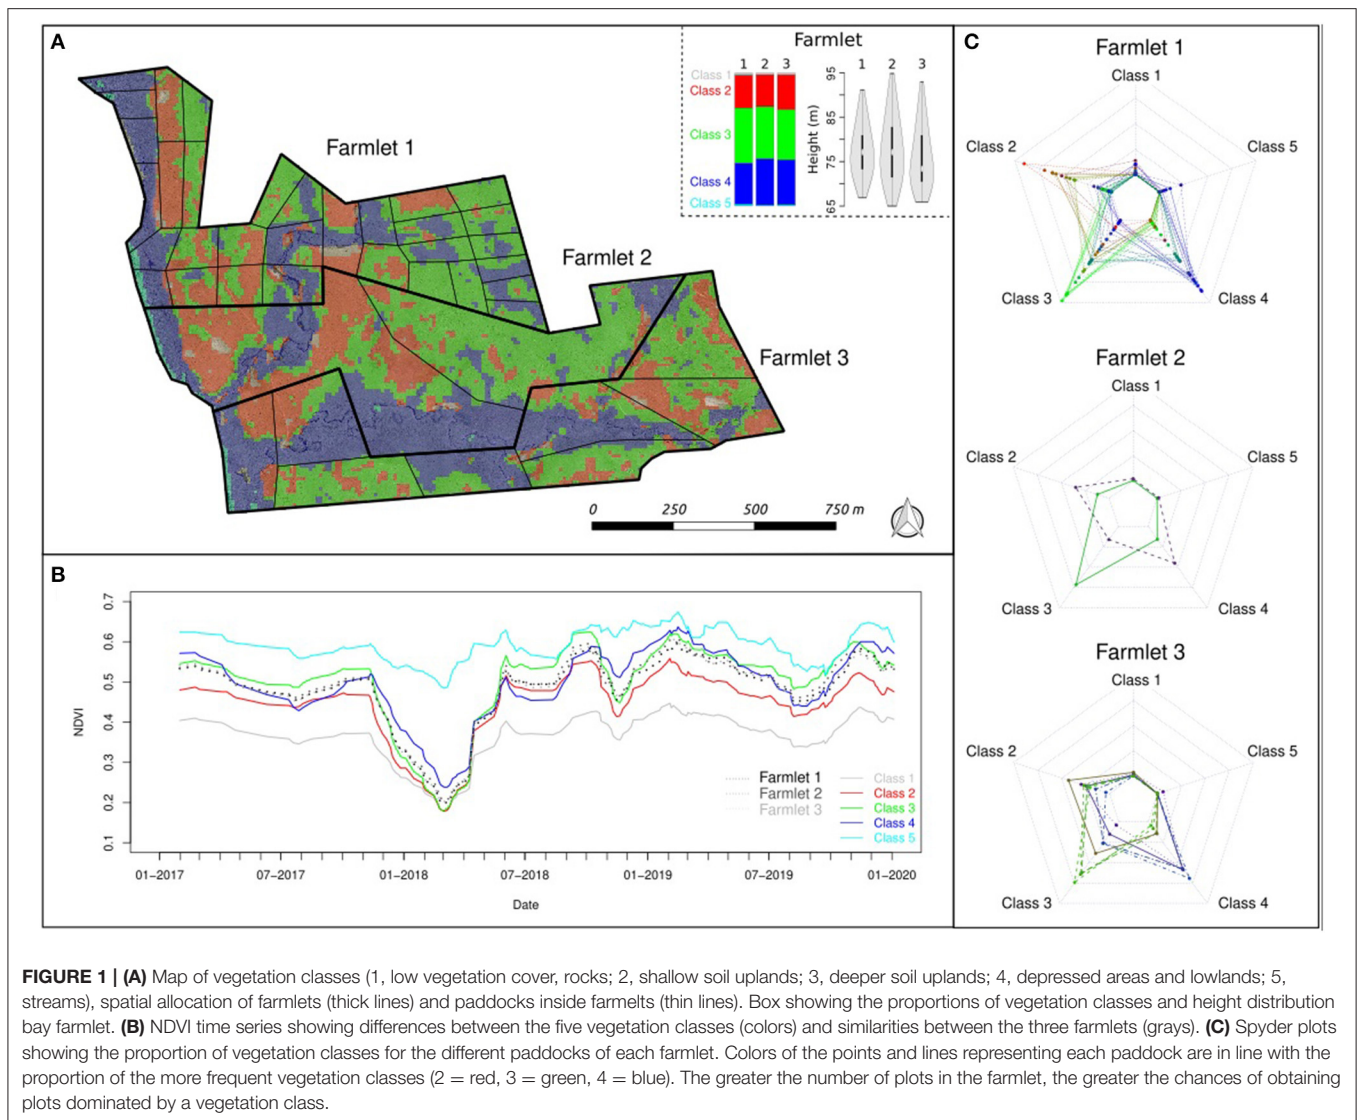 A
Farmlet 1
Farmlet 2
Farmlet 3
0 250 500 750 m
Farmlet
1 2 3
Class 1
Class 2
Class 3
Class 4
Class 5
1 2 3
Height (m)
95
85
75
65
B
NDVI
0.7
0.6
0.5
0.4
0.3
0.2
0.1
01−2017 07−2017 01−2018 07−2018 01−2019 07−2019 01−2020
Date
Farmlet 1
Farmlet 2
Farmlet 3
Class 1
Class 2
Class 3
Class 4
Class 5
C
Farmlet 1
Class 1
Class 2
Class 5
Class 3
Class 4
Farmlet 2
Class 1
Class 2
Class 5
Class 3
Class 4
Farmlet 3
Class 1
Class 2
Class 5
Class 3
Class 4
FIGURE 1 | (A) Map of vegetation classes (1, low vegetation cover, rocks; 2, shallow soil uplands; 3, deeper soil uplands; 4, depressed areas and lowlands; 5,
streams), spatial allocation of farmlets (thick lines) and paddocks inside farmelts (thin lines). Box showing the proportions of vegetation classes and height distribution
bay farmlet. (B) NDVI time series showing differences between the five vegetation classes (colors) and similarities between the three farmlets (grays). (C) Spyder plots
showing the proportion of vegetation classes for the different paddocks of each farmlet. Colors of the points and lines representing each paddock are in line with the
proportion of the more frequent vegetation classes (2 = red, 3 = green, 4 = blue). The greater the number of plots in the farmlet, the greater the chances of obtaining
plots dominated by a vegetation class.